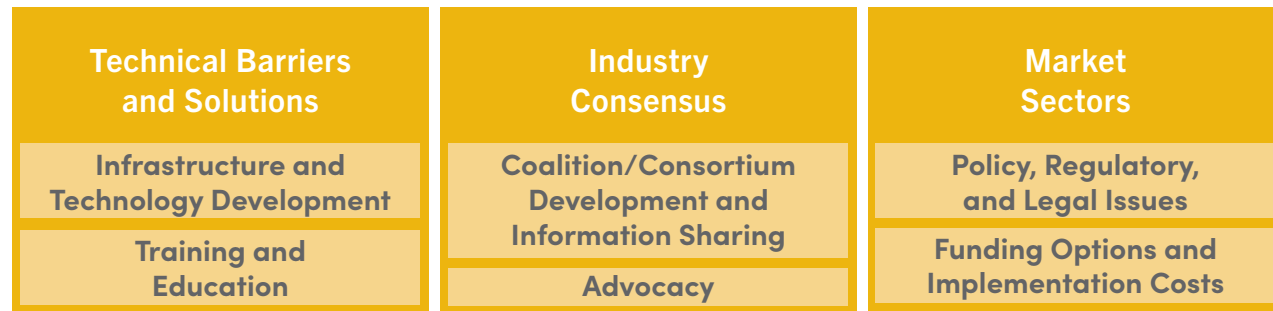 Technical Barriers
and Solutions
Infrastructure and
Technology Development
Training and
Education
Industry
Consensus
Coalition/Consortium
Development and
Information Sharing
Advocacy
Market
Sectors
Policy, Regulatory,
and Legal Issues
Funding Options and
Implementation Costs